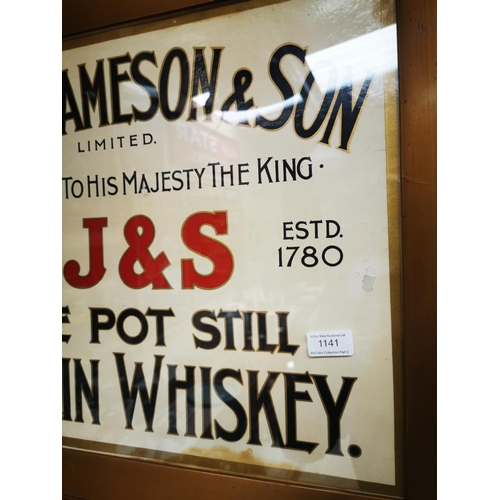 AMESON & SON
LIMITED.
TO HIS MAJESTY THE KING.
J&S
ESTD.
1780
E POT STILL
IN WHISKEY.
1141